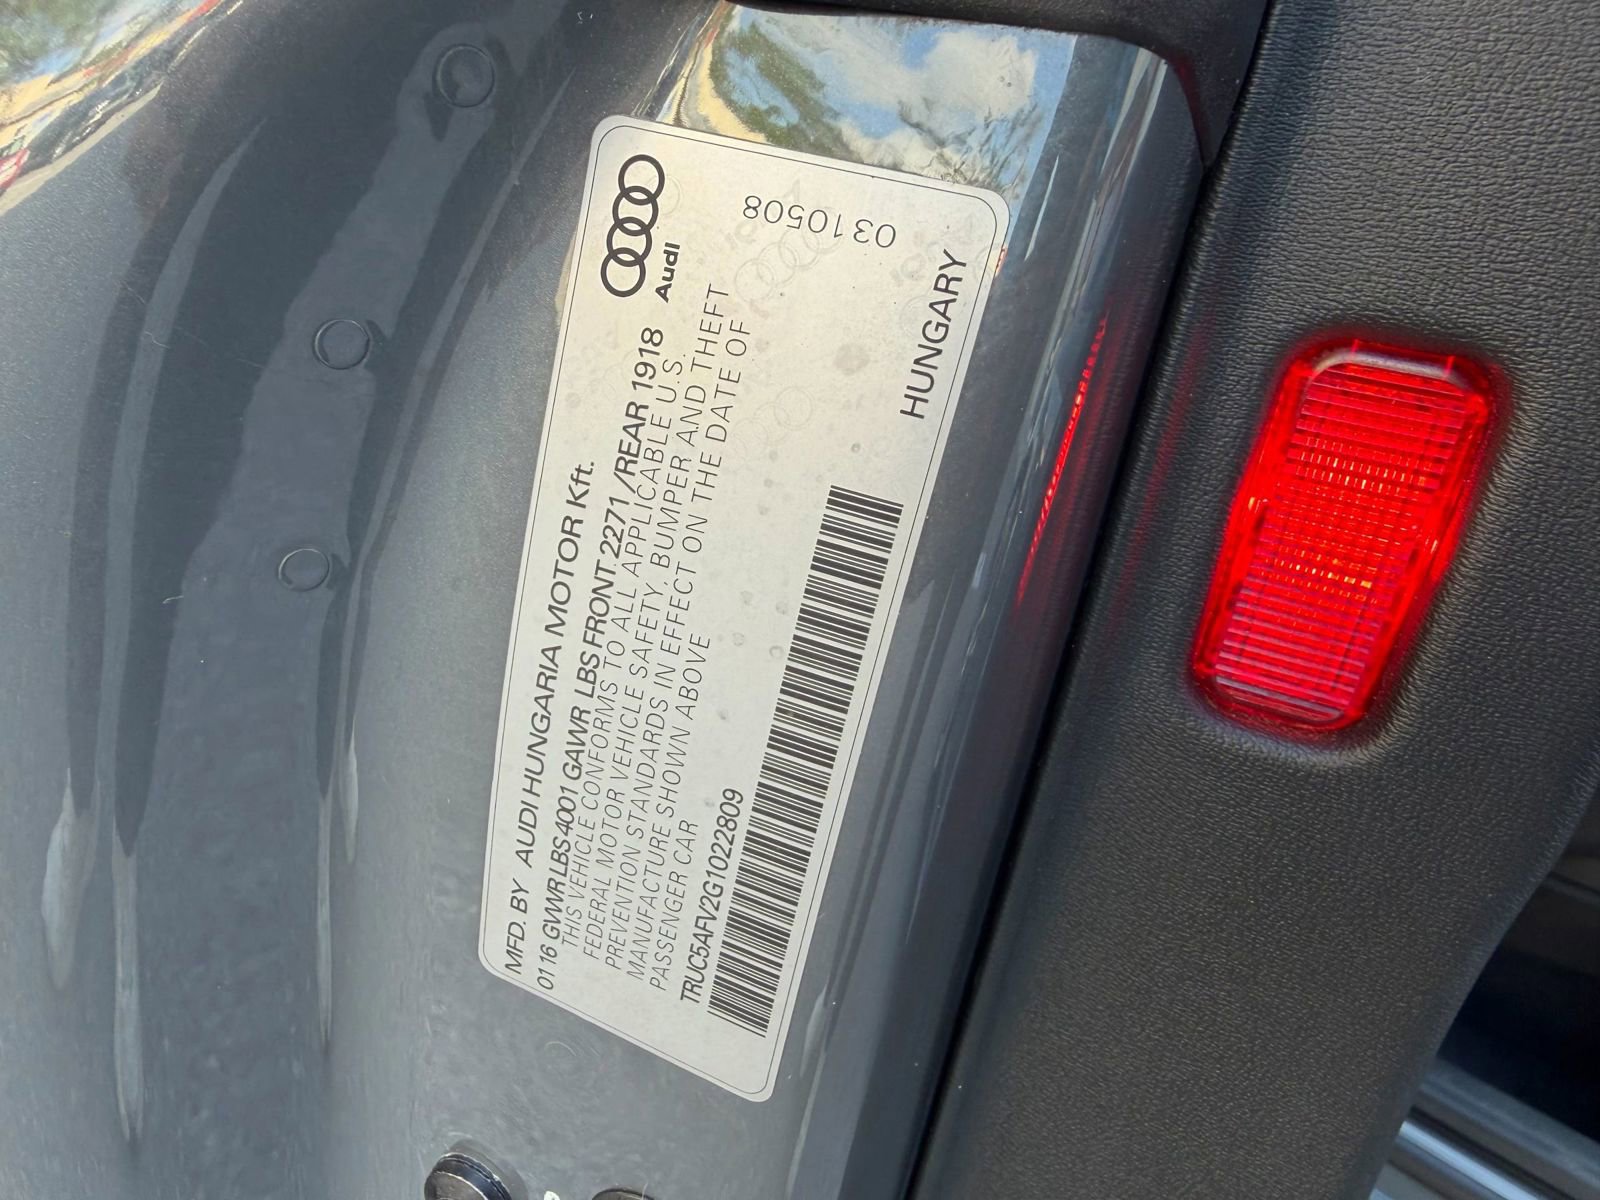 MFD. BY AUDI HUNGARIA MOTOR Kft.
01 16 GVWR LBS 4001 GAWR LBS FRONT 2271 /REAR 1918
THIS VEHICLE CONFORMS TO ALL APPLICABLE U.S.
FEDERAL MOTOR VEHICLE SAFETY, BUMPER AND THEFT
PREVENTION STANDARDS IN EFFECT ON THE DATE OF
MANUFACTURE SHOWN ABOVE
PASSENGER CAR
TRUC5AFV2G1022809
Audi
0310508
HUNGARY